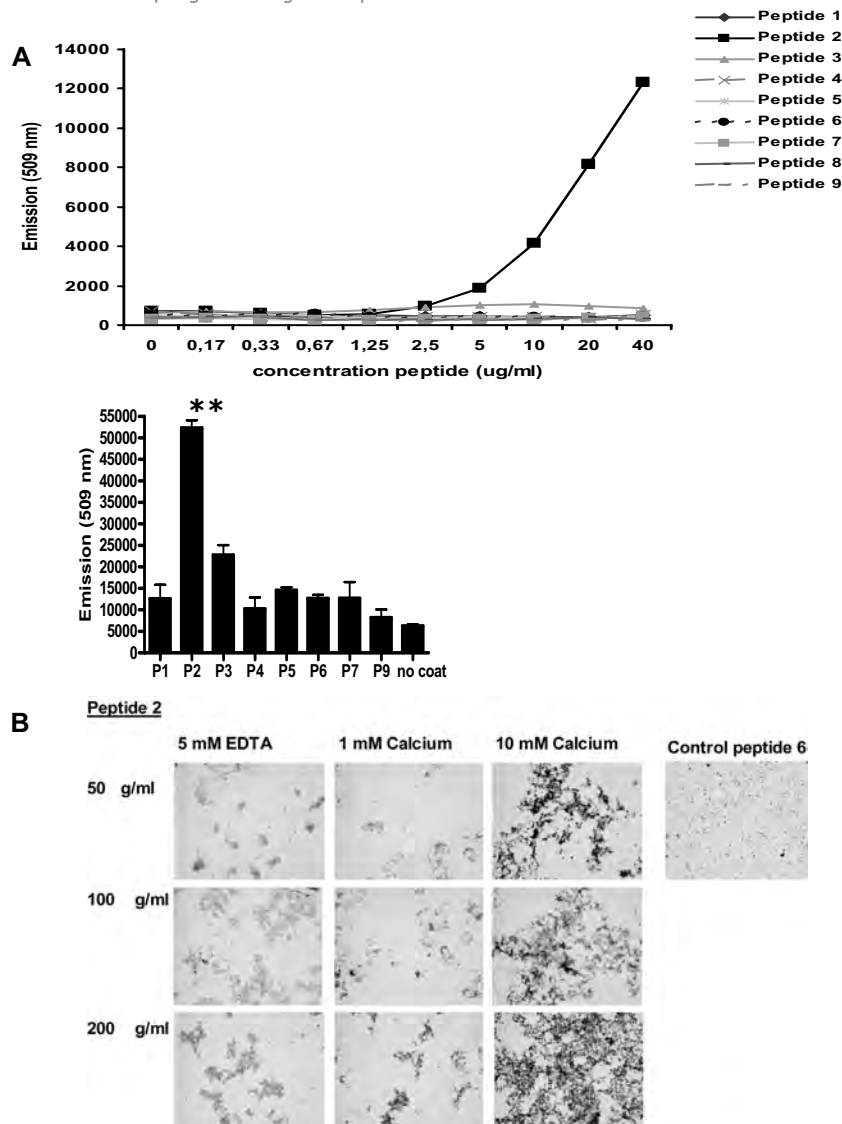 A
Peptide 1
Peptide 2
Peptide 3
Peptide 4
Peptide 5
Peptide 6
Peptide 7
Peptide 8
Peptide 9
14000
12000
10000
8000
6000
4000
2000
0
Emission (509 nm)
0 0,17 0,33 0,67 1,25 2,5 5 10 20 40
concentration peptide (ug/ml)
**
55000
50000
45000
40000
35000
30000
25000
20000
15000
10000
5000
0
Emission (509 nm)
P1 P2 P3 P4 P5 P6 P7 P9 no coat
B
Peptide 2
5 mM EDTA 1 mM Calcium 10 mM Calcium Control peptide 6
50 g/ml
100 g/ml
200 g/ml